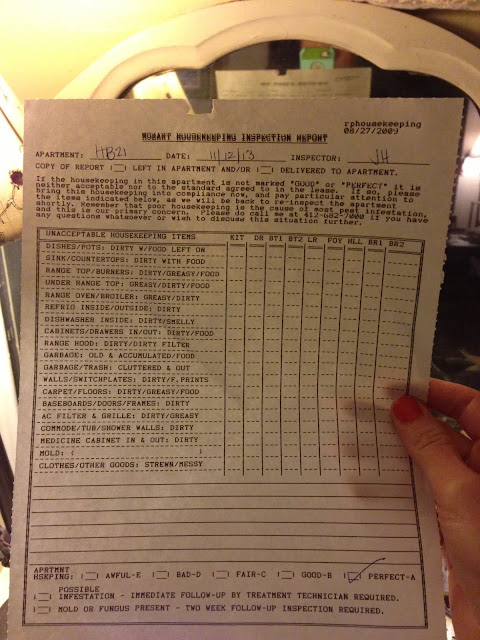 rphousekeeping
08/27/2009
MOZART HOUSEKEEPING INSPECTION REPORT
APARTMENT: HB21 DATE: 11/12/13 INSPECTOR: JH
COPY OF REPORT LEFT IN APARTMENT AND/OR DELIVERED TO APARTMENT.
If the housekeeping in this apartment is not marked "GOOD" or "PERFECT" it is
neither acceptable nor to the standard agreed to in the lease. If so, please
bring this housekeeping into compliance now, and pay particular attention to
the items indicated below, as we will be back to re-inspect the apartment
shortly. Remember that poor housekeeping is the cause of most pest infestation,
and this is our primary concern. Please do call me at 412-682-7000 if you have
any questions whatsoever or wish to discuss this situation further.
UNACCEPTABLE HOUSEKEEPING ITEMS KIT DR BT1 BT2 LR FOY HLL BR1 BR2
DISHES/POTS: DIRTY W/FOOD LEFT ON
SINK/COUNTERTOPS: DIRTY WITH FOOD
RANGE TOP/BURNERS: DIRTY/GREASY/FOOD
UNDER RANGE TOP: GREASY/DIRTY/FOOD
RANGE OVEN/BROILER: GREASY/DIRTY
REFRIG INSIDE/OUTSIDE: DIRTY
DISHWASHER INSIDE: DIRTY/SMELLY
CABINETS/DRAWERS IN/OUT: DIRTY/FOOD
RANGE HOOD: DIRTY/DIRTY FILTER
GARBAGE: OLD & ACCUMULATED/FOOD
GARBAGE/TRASH: CLUTTERED & OUT
WALLS/SWITCHPLATES: DIRTY/F.PRINTS
CARPET/FLOORS: DIRTY/GREASY/FOOD
BASEBOARDS/DOORS/FRAMES: DIRTY
AC FILTER & GRILLE: DIRTY/GREASY
COMMODE/TUB/SHOWER WALLS: DIRTY
MEDICINE CABINET IN & OUT: DIRTY
MOLD: ( )
CLOTHES/OTHER GOODS: STREWN/MESSY
APRTMNT
HSKPING: AWFUL-E BAD-D FAIR-C GOOD-B PERFECT-A
POSSIBLE
INFESTATION - IMMEDIATE FOLLOW-UP BY TREATMENT TECHNICIAN REQUIRED.
MOLD OR FUNGUS PRESENT - TWO WEEK FOLLOW-UP INSPECTION REQUIRED.